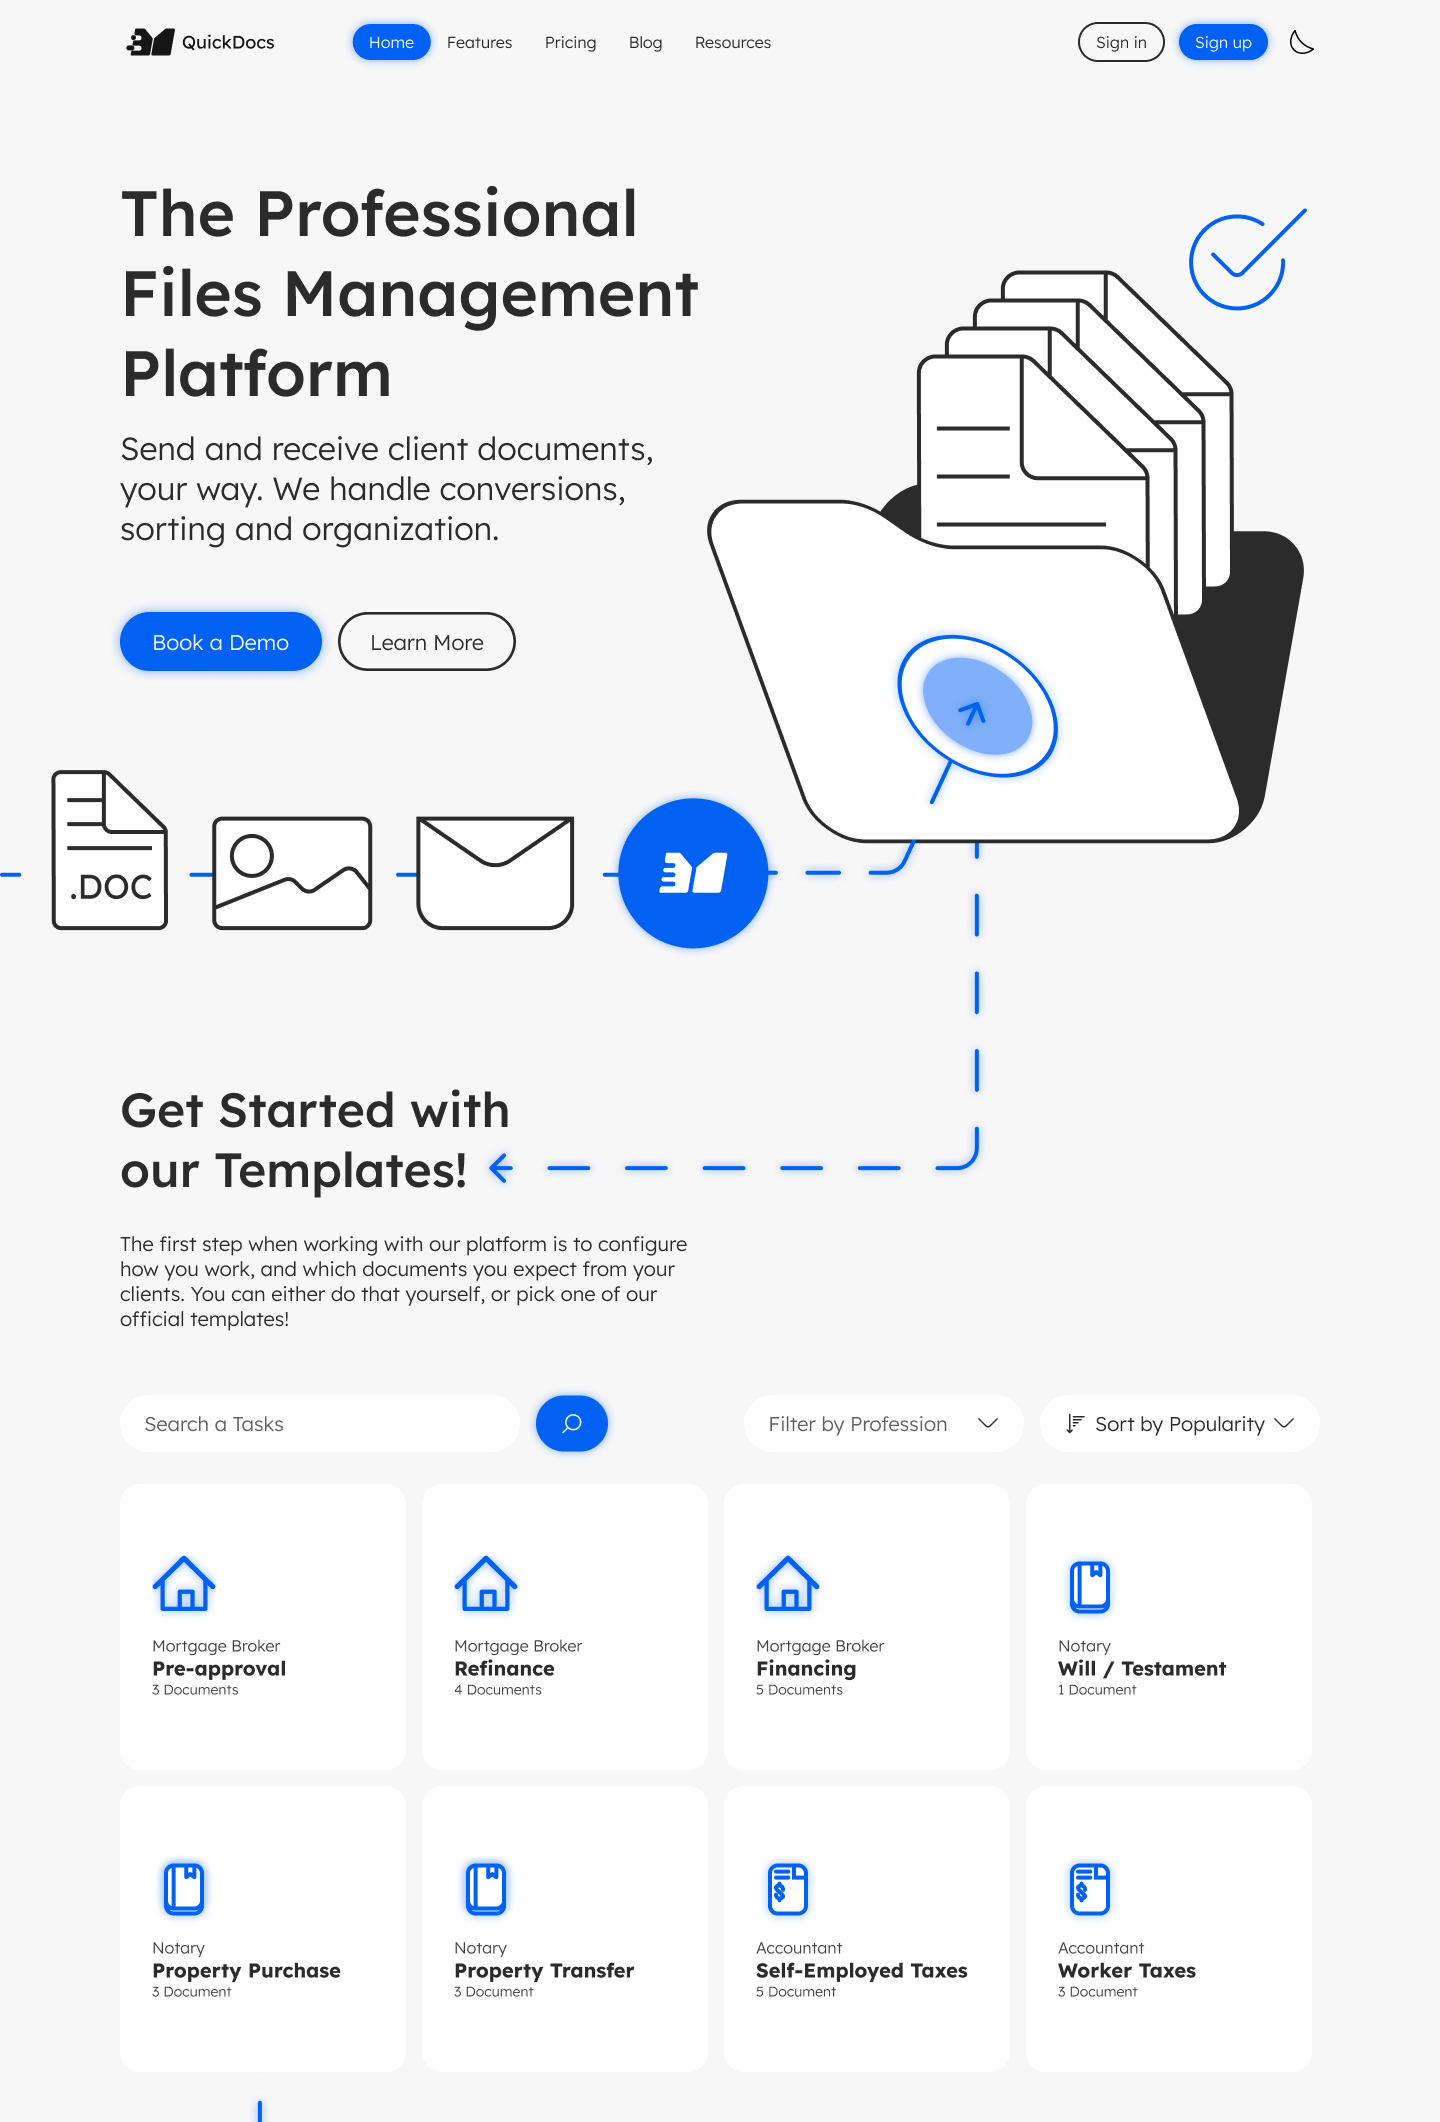 QuickDocs
Home
Features
Pricing
Blog
Resources
Sign in
Sign up
The Professional
Files Management
Platform
Send and receive client documents,
your way. We handle conversions,
sorting and organization.
Book a Demo
Learn More
.DOC
Get Started with
our Templates!
The first step when working with our platform is to configure
how you work, and which documents you expect from your
clients. You can either do that yourself, or pick one of our
official templates!
Search a Tasks
Filter by Profession
Sort by Popularity
Mortgage Broker
Pre-approval
3 Documents
Mortgage Broker
Refinance
4 Documents
Mortgage Broker
Financing
5 Documents
Notary
Will / Testament
1 Document
Notary
Property Purchase
3 Document
Notary
Property Transfer
3 Document
$
Accountant
Self-Employed Taxes
5 Document
$
Accountant
Worker Taxes
3 Document